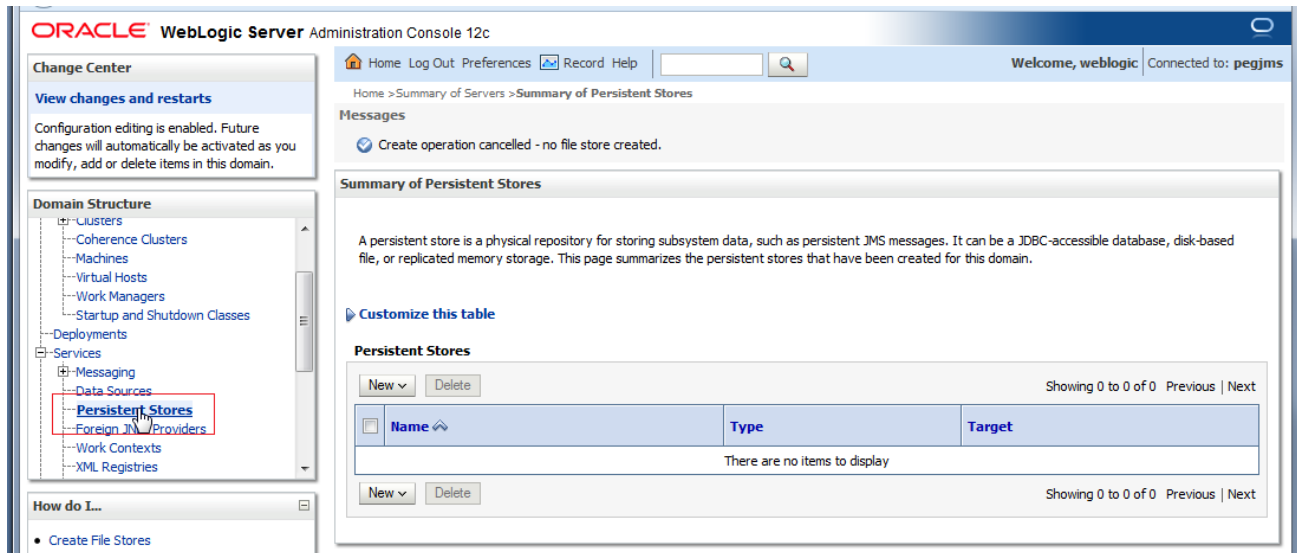 ORACLE WebLogic Server Administration Console 12c
Change Center
View changes and restarts
Configuration editing is enabled. Future
changes will automatically be activated as you
modify, add or delete items in this domain.
Domain Structure
Clusters
Coherence Clusters
Machines
Virtual Hosts
Work Managers
Startup and Shutdown Classes
Deployments
Services
Messaging
Data Sources
Persistent Stores
Foreign JMS Providers
Work Contexts
XML Registries
How do I...
Create File Stores
Home Log Out Preferences Record Help
Welcome, weblogic Connected to: pegjms
Home >Summary of Servers >Summary of Persistent Stores
Messages
Create operation cancelled - no file store created.
Summary of Persistent Stores
A persistent store is a physical repository for storing subsystem data, such as persistent JMS messages. It can be a JDBC-accessible database, disk-based
file, or replicated memory storage. This page summarizes the persistent stores that have been created for this domain.
Customize this table
Persistent Stores
New Delete Showing 0 to 0 of 0 Previous | Next
Name Type Target
There are no items to display
New Delete Showing 0 to 0 of 0 Previous | Next